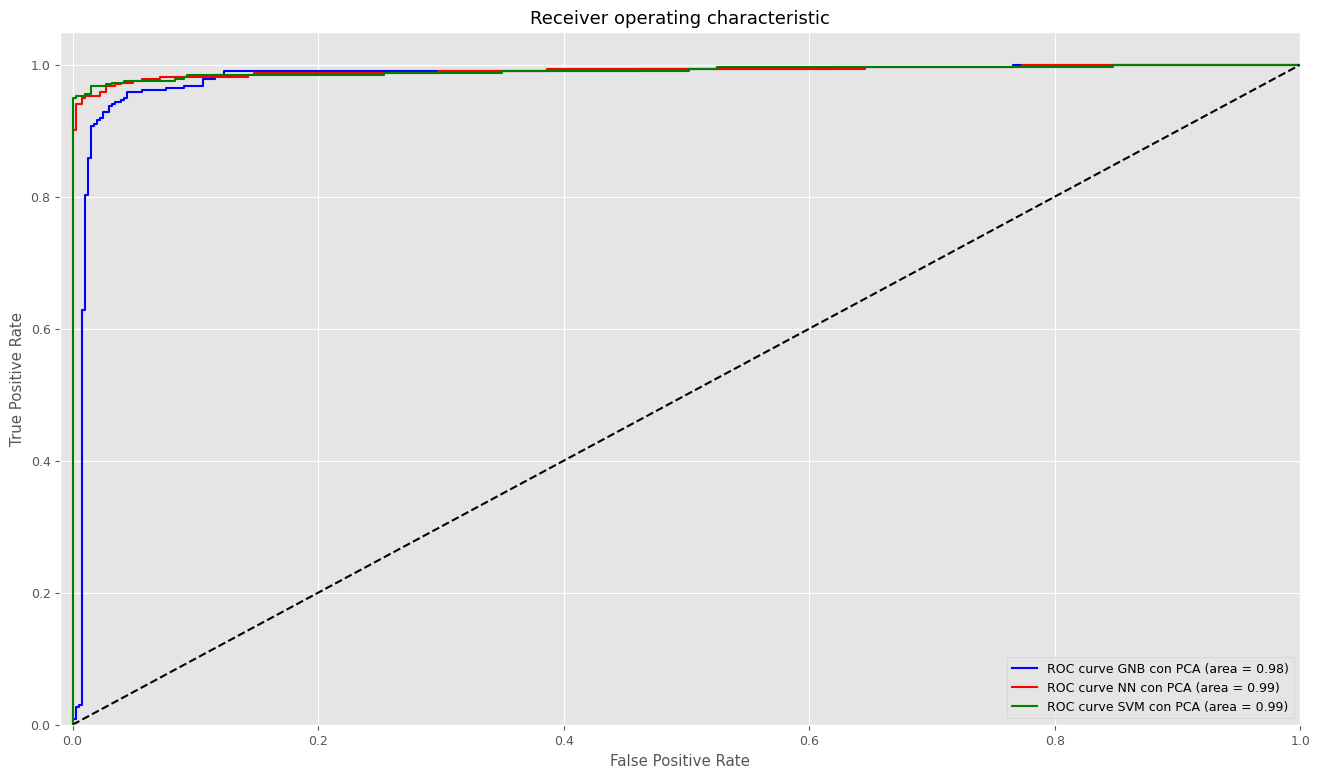 Receiver operating characteristic
1.0
0.8
0.6
0.4
0.2
0.0
True Positive Rate
0.0 0.2 0.4 0.6 0.8 1.0
False Positive Rate
ROC curve GNB con PCA (area = 0.98)
ROC curve NN con PCA (area = 0.99)
ROC curve SVM con PCA (area = 0.99)